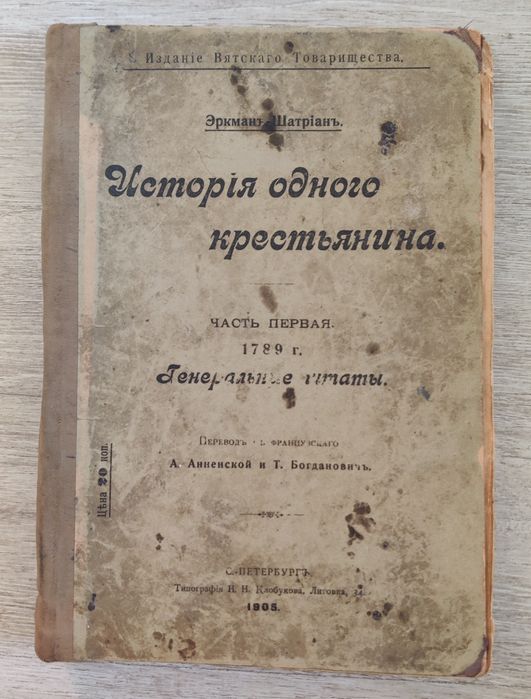 Изданіе Вятскаго Товарищества.
Эркманъ-Шатріанъ.
Исторія одного
крестьянина.
ЧАСТЬ ПЕРВАЯ.
1789 г.
Генеральные штаты.
Переводъ французскаго
А. Анненской и Т. Богдановичъ.
Цѣна 20 коп.
С.-ПЕТЕРБУРГЪ.
Типографія Н. Н. Клобукова, Лиговка, 34.
1905.